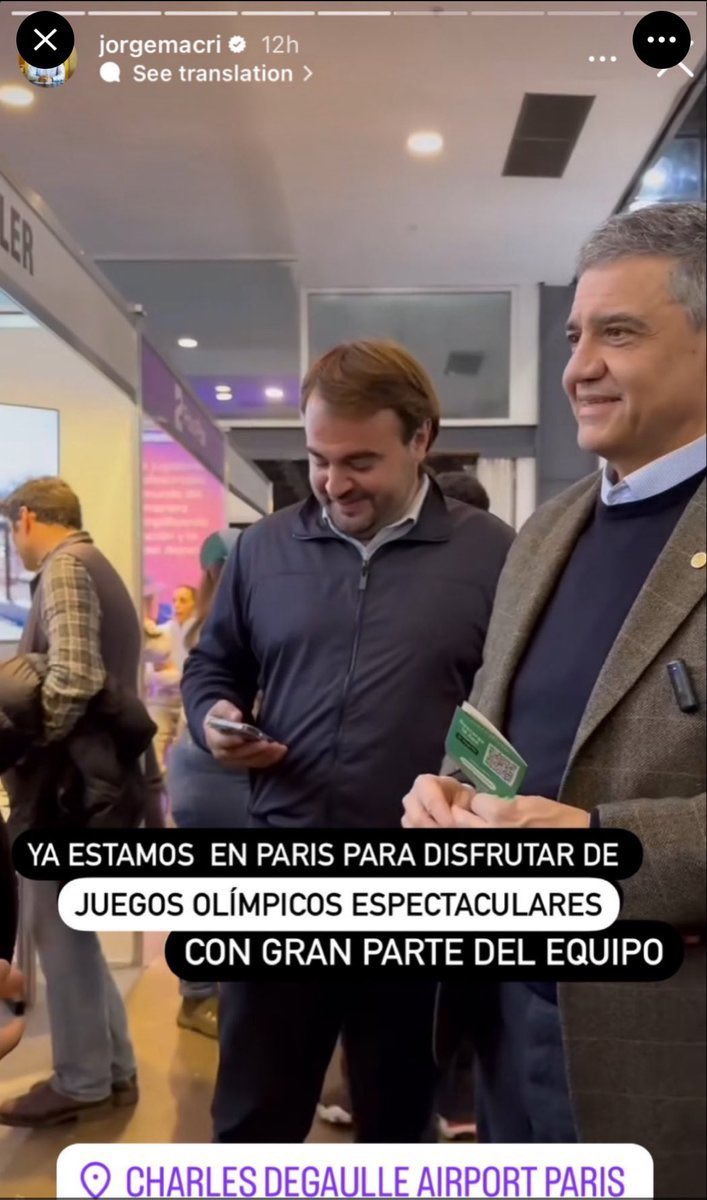 jorgemacri 12h
See translation >
LER
YA ESTAMOS EN PARIS PARA DISFRUTAR DE
JUEGOS OLÍMPICOS ESPECTACULARES
CON GRAN PARTE DEL EQUIPO
CHARLES DEGAULLE AIRPORT PARIS